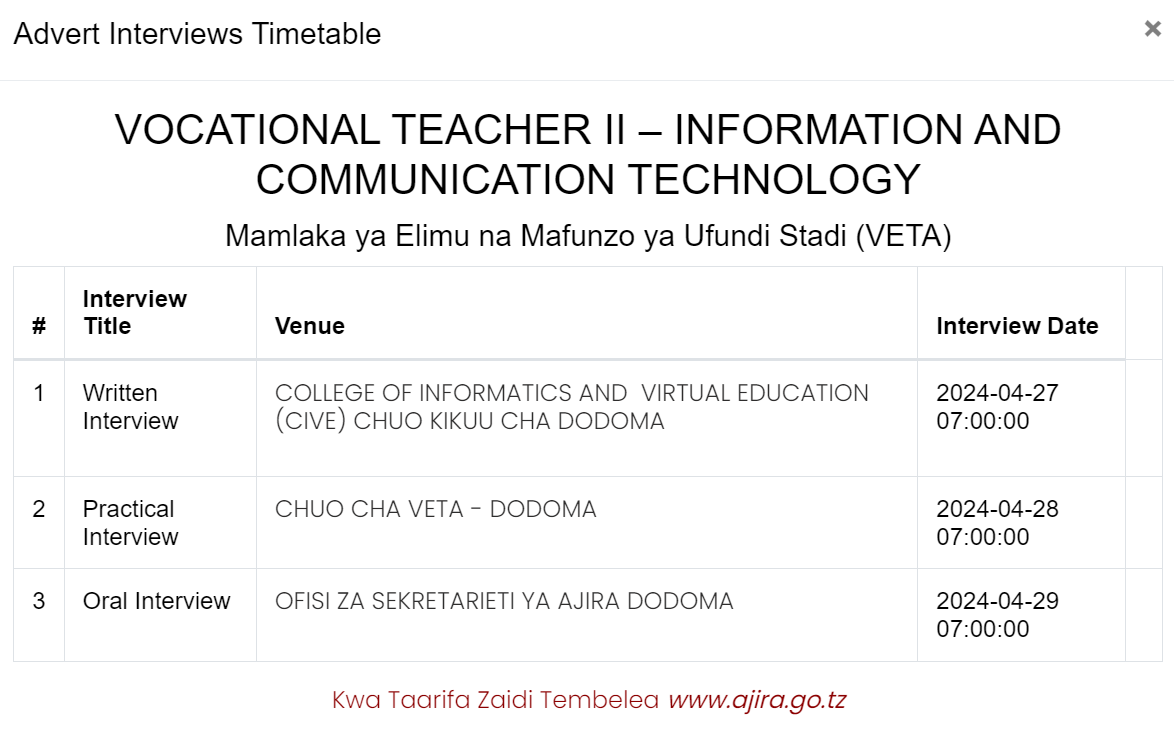 Advert Interviews Timetable
×
VOCATIONAL TEACHER II – INFORMATION AND
COMMUNICATION TECHNOLOGY
Mamlaka ya Elimu na Mafunzo ya Ufundi Stadi (VETA)
# Interview Title Venue Interview Date
1 Written Interview COLLEGE OF INFORMATICS AND VIRTUAL EDUCATION (CIVE) CHUO KIKUU CHA DODOMA 2024-04-27 07:00:00
2 Practical Interview CHUO CHA VETA - DODOMA 2024-04-28 07:00:00
3 Oral Interview OFISI ZA SEKRETARIETI YA AJIRA DODOMA 2024-04-29 07:00:00
Kwa Taarifa Zaidi Tembelea www.ajira.go.tz